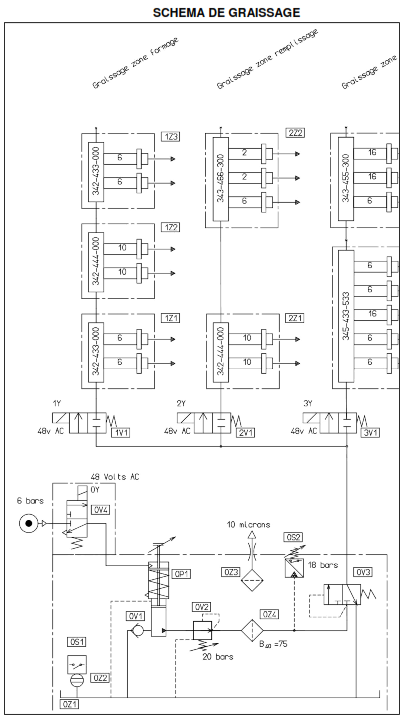 SCHEMA DE GRAISSAGE
Graissage zone formage
Graissage zone remplissage
Graissage zone
1Z3
342-433-000
6
6
2Z2
343-466-300
2
2
6
343-455-300
16
16
6
1Z2
342-444-000
10
10
345-433-533
6
6
16
6
6
1Z1
342-433-000
6
6
2Z1
342-444-000
10
10
1Y
48v AC
1V1
2Y
48v AC
2V1
3Y
48v AC
3V1
48 Volts AC
0Y
6 bars
0V4
10 microns
0S2
18 bars
0P1
0Z3
0V3
0V1
0V2
0Z4
20 bars
B₄₀ =75
0S1
0Z2
0Z1